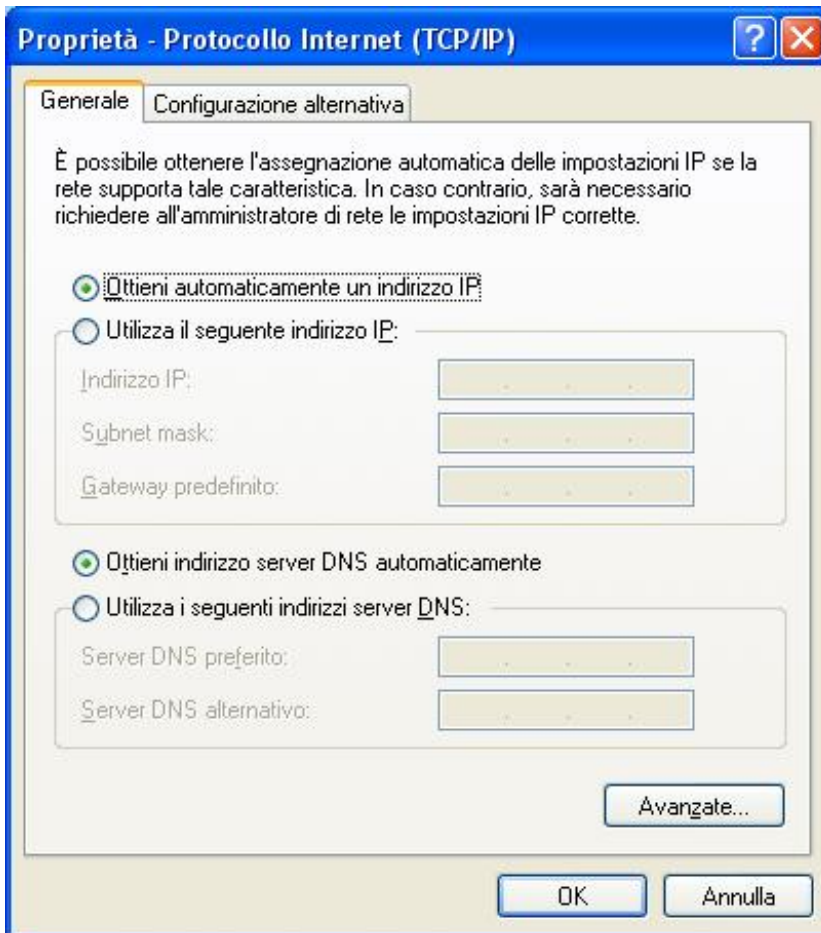 Proprietà - Protocollo Internet (TCP/IP)
Generale
Configurazione alternativa
È possibile ottenere l'assegnazione automatica delle impostazioni IP se la
rete supporta tale caratteristica. In caso contrario, sarà necessario
richiedere all'amministratore di rete le impostazioni IP corrette.
Ottieni automaticamente un indirizzo IP
Utilizza il seguente indirizzo IP:
Indirizzo IP:
Subnet mask:
Gateway predefinito:
Ottieni indirizzo server DNS automaticamente
Utilizza i seguenti indirizzi server DNS:
Server DNS preferito:
Server DNS alternativo:
Avanzate...
OK
Annulla